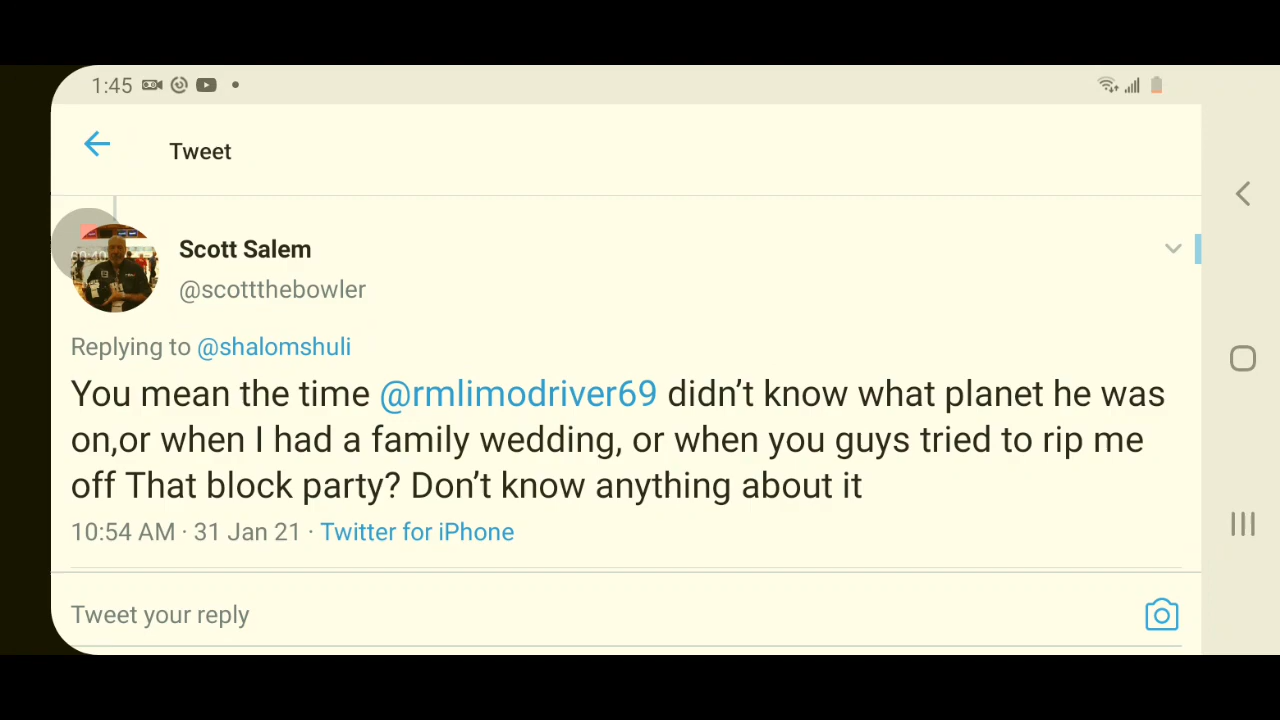 1:45
Tweet
Scott Salem
@scottthebowler
Replying to @shalomshuli
You mean the time @rmlimodriver69 didn’t know what planet he was
on,or when I had a family wedding, or when you guys tried to rip me
off That block party? Don’t know anything about it
10:54 AM · 31 Jan 21 · Twitter for iPhone
Tweet your reply